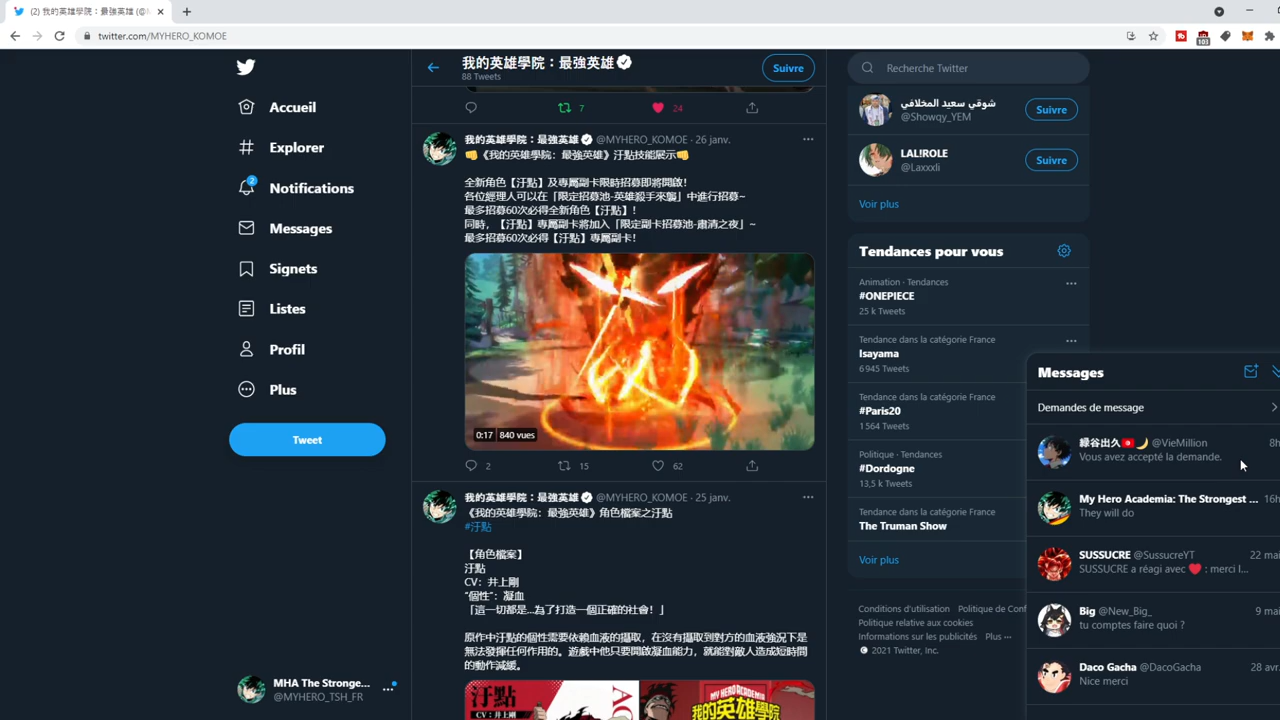 (2) 我的英雄學院：最強英雄 (@M
twitter.com/MYHERO_KOMOE
103
Accueil
Explorer
2
Notifications
Messages
Signets
Listes
Profil
Plus
Tweet
MHA The Stronge...
@MYHERO_TSH_FR
我的英雄學院：最強英雄
88 Tweets
Suivre
7
24
我的英雄學院：最強英雄 @MYHERO_KOMOE · 26 janv.
👊《我的英雄學院：最強英雄》汙點技能展示👊
全新角色【汙點】及專屬副卡限時招募即將開啟!
各位經理人可以在「限定招募池-英雄殺手來襲」中進行招募~
最多招募60次必得全新角色【汙點】!
同時，【汙點】專屬副卡將加入「限定副卡招募池-肅清之夜」~
最多招募60次必得【汙點】專屬副卡!
0:17 840 vues
2
15
62
我的英雄學院：最強英雄 @MYHERO_KOMOE · 25 janv.
《我的英雄學院：最強英雄》角色檔案之汙點
#汙點
【角色檔案】
汙點
CV：井上剛
“個性”：凝血
「這一切都是...為了打造一個正確的社會！」
原作中汙點的個性需要依賴血液的攝取，在沒有攝取到對方的血液強況下是
無法發揮任何作用的。遊戲中他只要開啟凝血能力，就能對敵人造成短時間
的動作減緩。
汙點
CV：井上剛
MY HERO ACADEMIA
我的英雄學院
Recherche Twitter
شوقي سعيد المخلافي
@Showqy_YEM
Suivre
LAL!ROLE
@Laxxxli
Suivre
Voir plus
Tendances pour vous
Animation · Tendances
#ONEPIECE
25 k Tweets
Tendance dans la catégorie France
Isayama
6 945 Tweets
Tendance dans la catégorie France
#Paris20
1 564 Tweets
Politique · Tendances
#Dordogne
13,5 k Tweets
Tendance dans la catégorie France
The Truman Show
Voir plus
Conditions d'utilisation Politique de Conf
Politique relative aux cookies
Informations sur les publicités Plus ···
© 2021 Twitter, Inc.
Messages
Demandes de message
緑谷出久🇹🇳🌙 @VieMillion 8h
Vous avez accepté la demande.
My Hero Academia: The Strongest ... 16h
They will do
SUSSUCRE @SussucreYT 22 mai
SUSSUCRE a réagi avec ❤️ : merci l...
Big @New_Big_ 9 mai
tu comptes faire quoi ?
Daco Gacha @DacoGacha 28 avr.
Nice merci